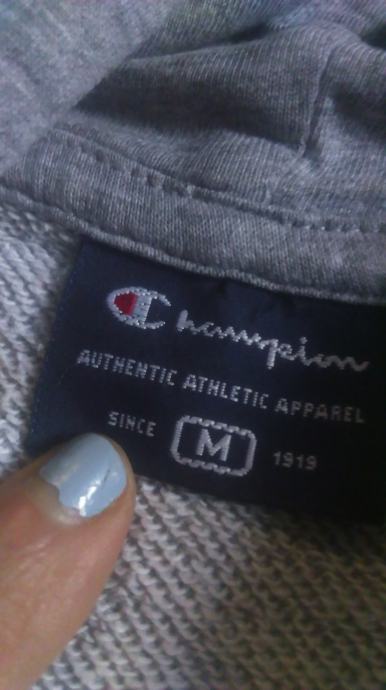 Champion
AUTHENTIC ATHLETIC APPAREL
SINCE M 1919